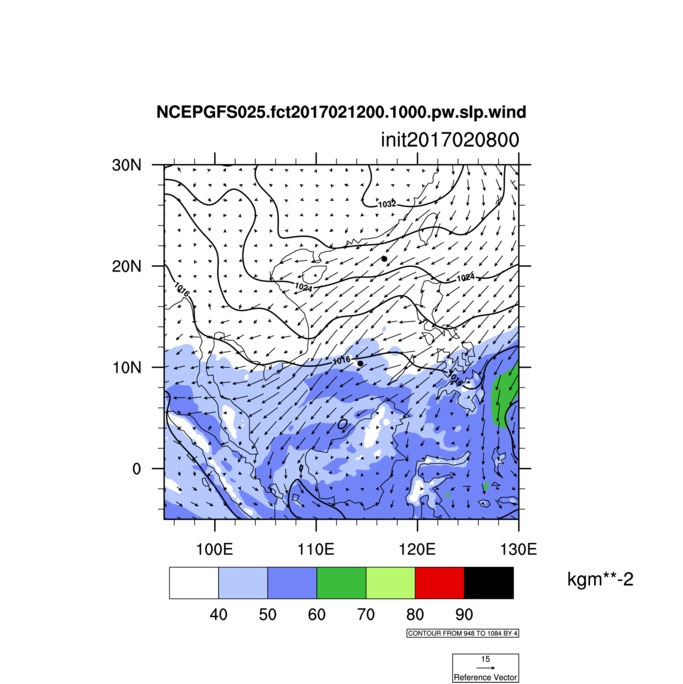 NCEPGFS025.fct2017021200.1000.pw.slp.wind
init2017020800
30N
1032
20N
1024
1024
1016
1016
10N
1016
0
100E
110E
120E
130E
kgm**-2
40
50
60
70
80
90
CONTOUR FROM 948 TO 1084 BY 4
15
Reference Vector